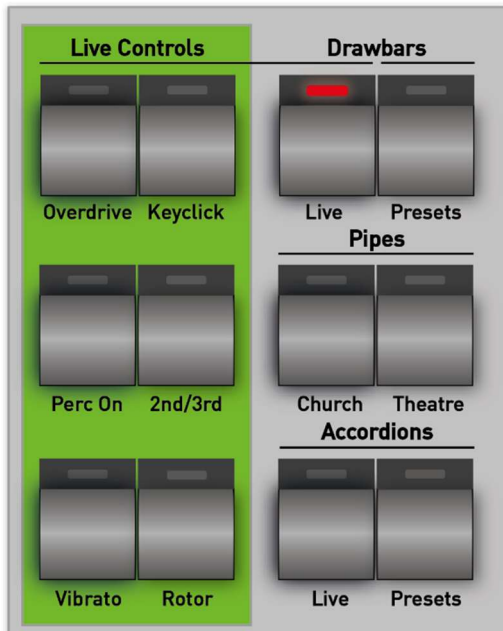 Live Controls Drawbars
Overdrive Keyclick Live Presets
Pipes
Perc On 2nd/3rd Church Theatre
Accordions
Vibrato Rotor Live Presets